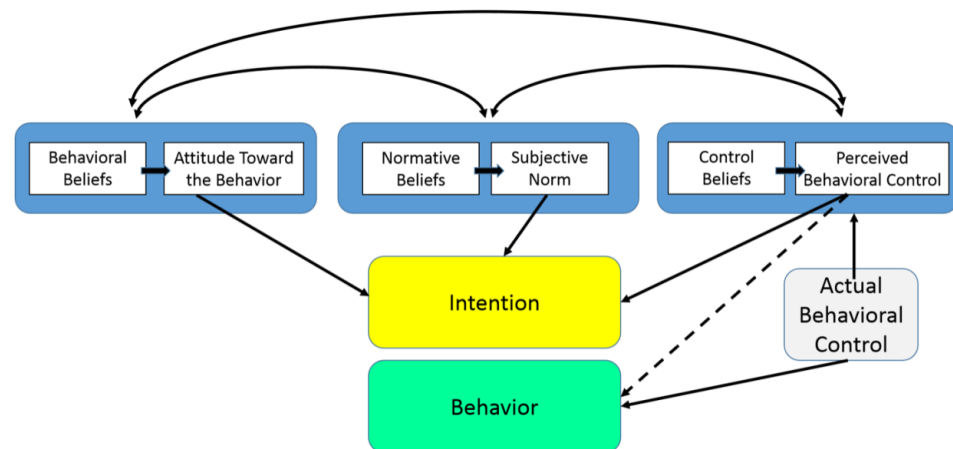 Behavioral
Beliefs
Attitude Toward
the Behavior
Normative
Beliefs
Subjective
Norm
Control
Beliefs
Perceived
Behavioral Control
Intention
Actual
Behavioral
Control
Behavior